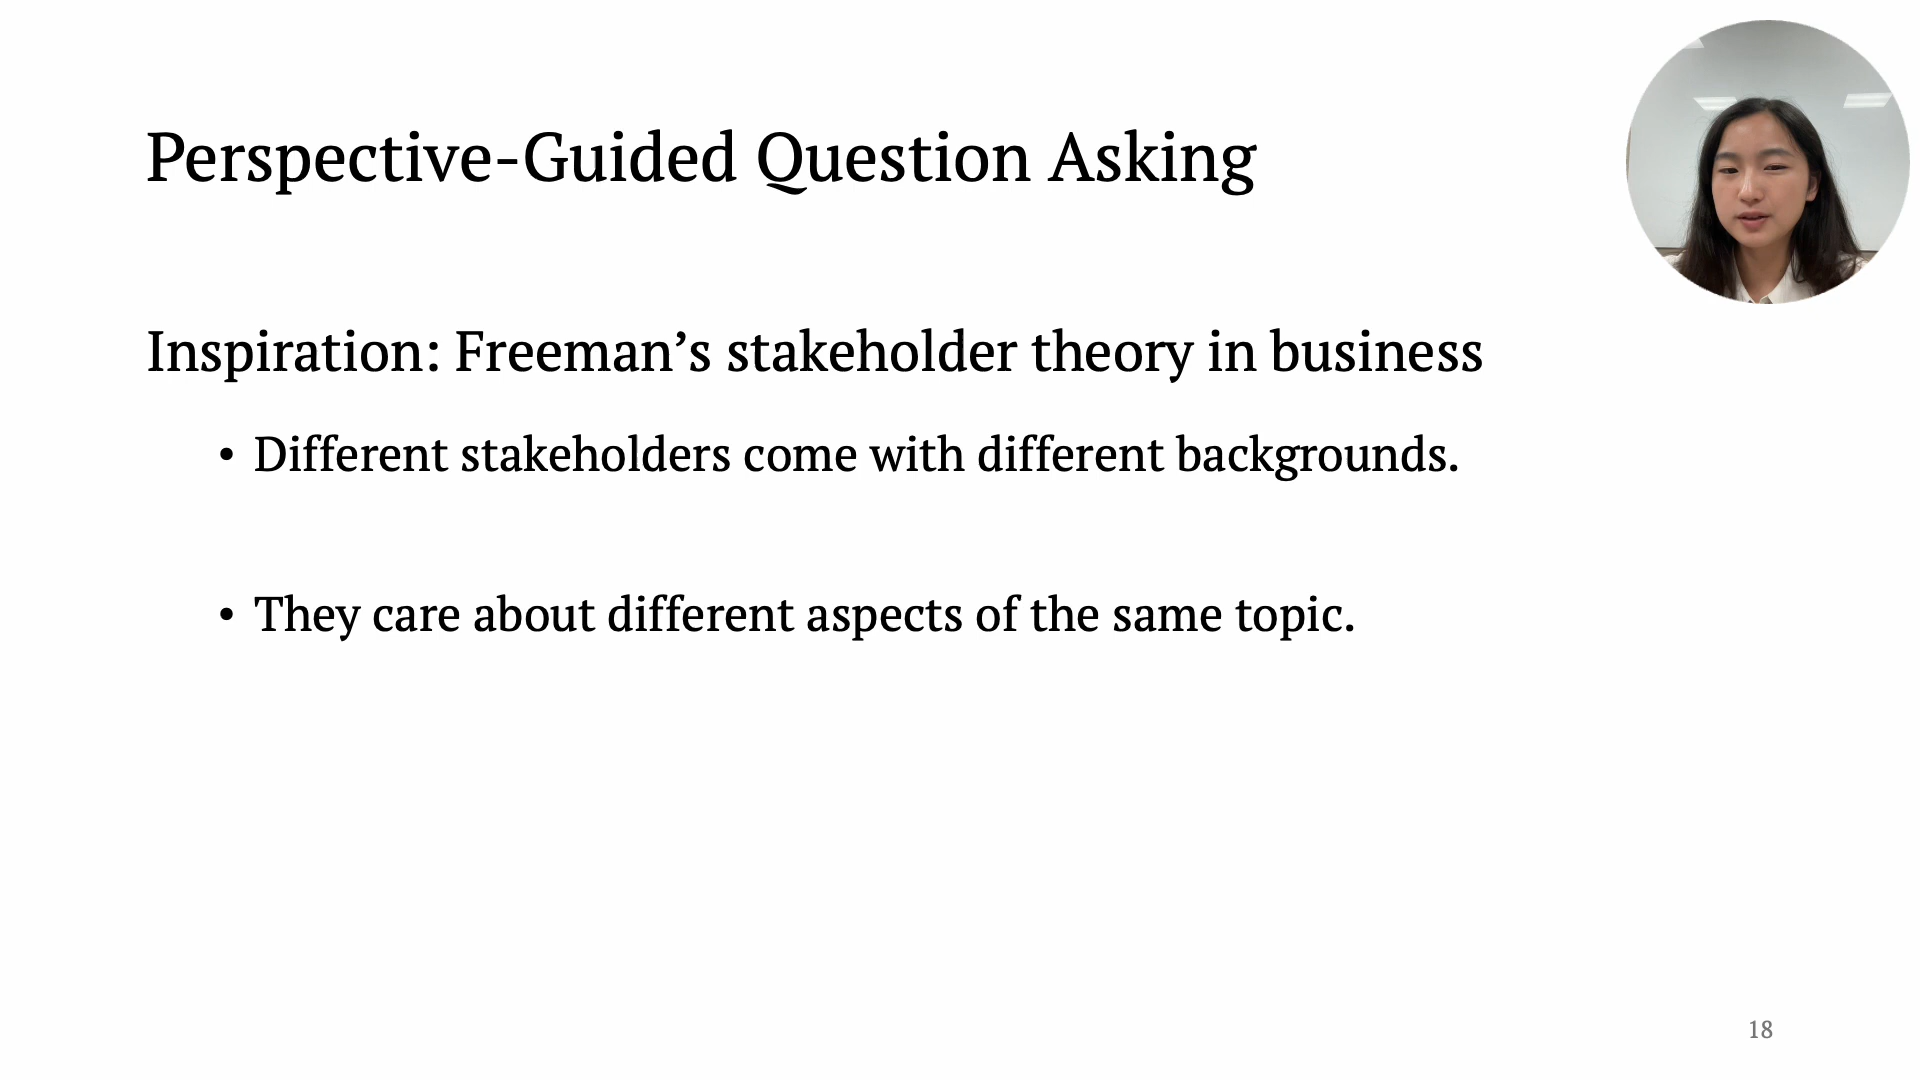 Perspective-Guided Question Asking
Inspiration: Freeman’s stakeholder theory in business
• Different stakeholders come with different backgrounds.
• They care about different aspects of the same topic.
18